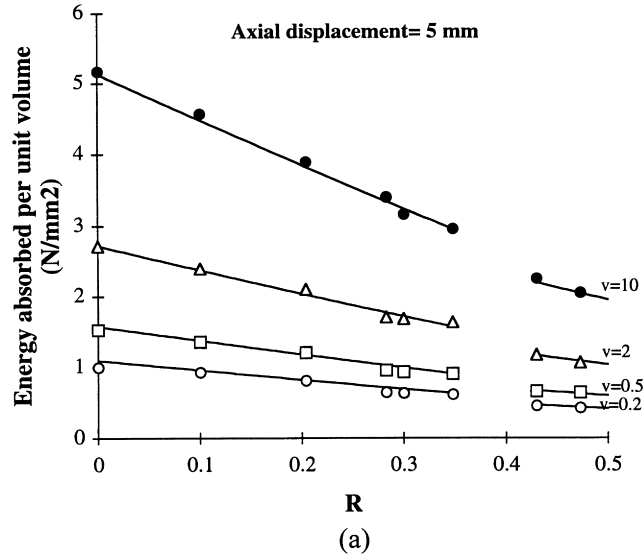 Axial displacement= 5 mm
Energy absorbed per unit volume
(N/mm2)
6
5
4
3
2
1
0
v=10
v=2
v=0.5
v=0.2
0 0.1 0.2 0.3 0.4 0.5
R
(a)